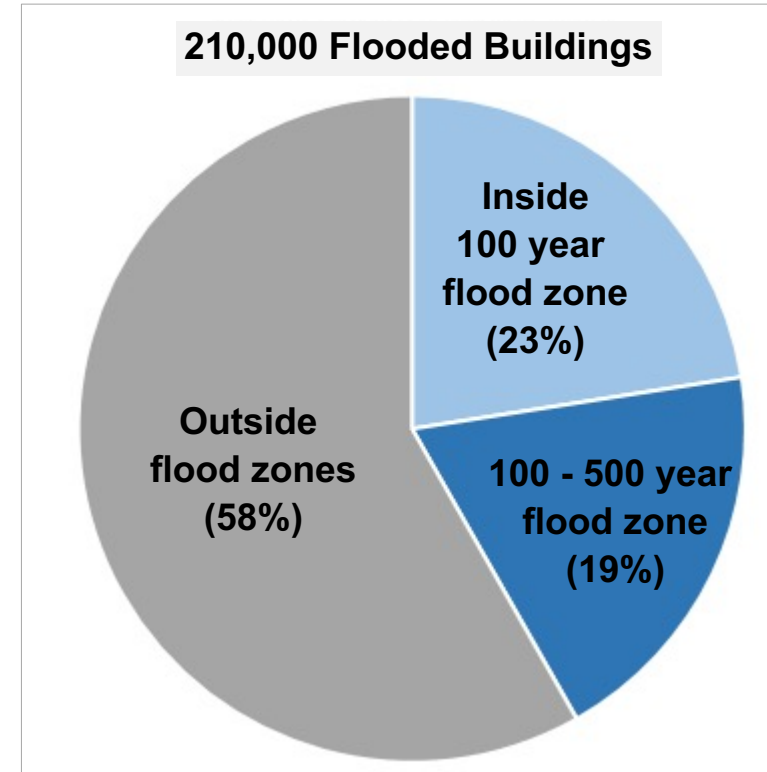 210,000 Flooded Buildings
Inside
100 year
flood zone
(23%)
100 - 500 year
flood zone
(19%)
Outside
flood zones
(58%)